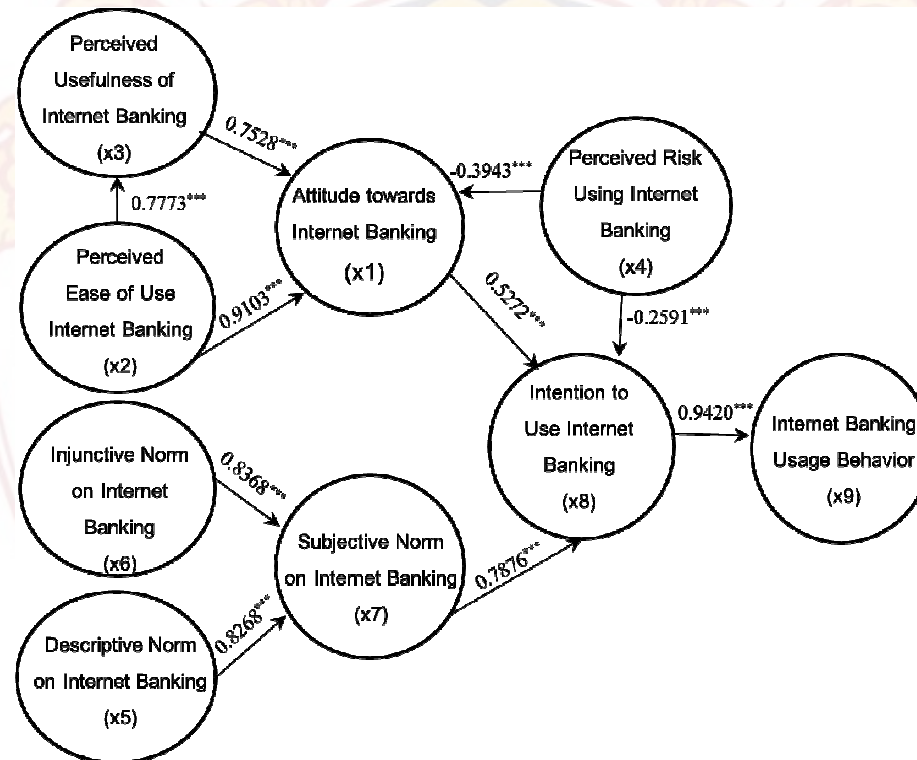 Perceived
Usefulness of
Internet Banking
(x3)
0.7528***
0.7773***
Perceived
Ease of Use
Internet Banking
(x2)
0.9103***
Attitude towards
Internet Banking
(x1)
-0.3943***
Perceived Risk
Using Internet
Banking
(x4)
0.5272***
-0.2591***
Intention to
Use Internet
Banking
(x8)
0.9420***
Internet Banking
Usage Behavior
(x9)
Injunctive Norm
on Internet
Banking
(x6)
0.8368***
Subjective Norm
on Internet Banking
(x7)
0.7876***
0.8268***
Descriptive Norm
on Internet Banking
(x5)